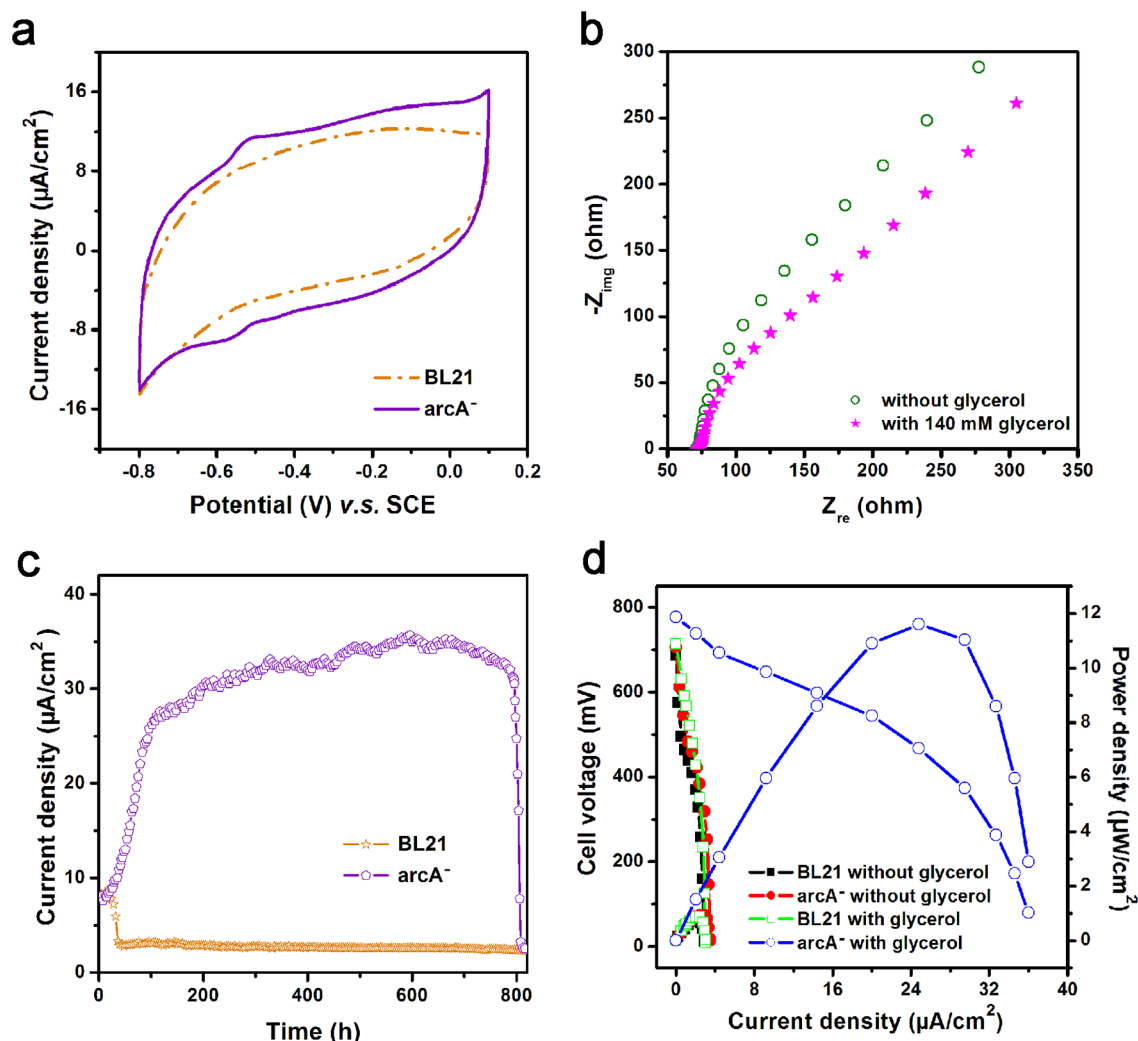 a
Current density (μA/cm²)
16
8
0
-8
-16
-0.8 -0.6 -0.4 -0.2 0.0 0.2
Potential (V) v.s. SCE
BL21
arcA⁻
b
-Z_img (ohm)
300
250
200
150
100
50
0
50 100 150 200 250 300 350
Z_re (ohm)
without glycerol
with 140 mM glycerol
c
Current density (μA/cm²)
40
30
20
10
0
0 200 400 600 800
Time (h)
BL21
arcA⁻
d
Cell voltage (mV)
800
600
400
200
0
0 8 16 24 32 40
Current density (μA/cm²)
12
10
8
6
4
2
0
Power density (μW/cm²)
BL21 without glycerol
arcA⁻ without glycerol
BL21 with glycerol
arcA⁻ with glycerol